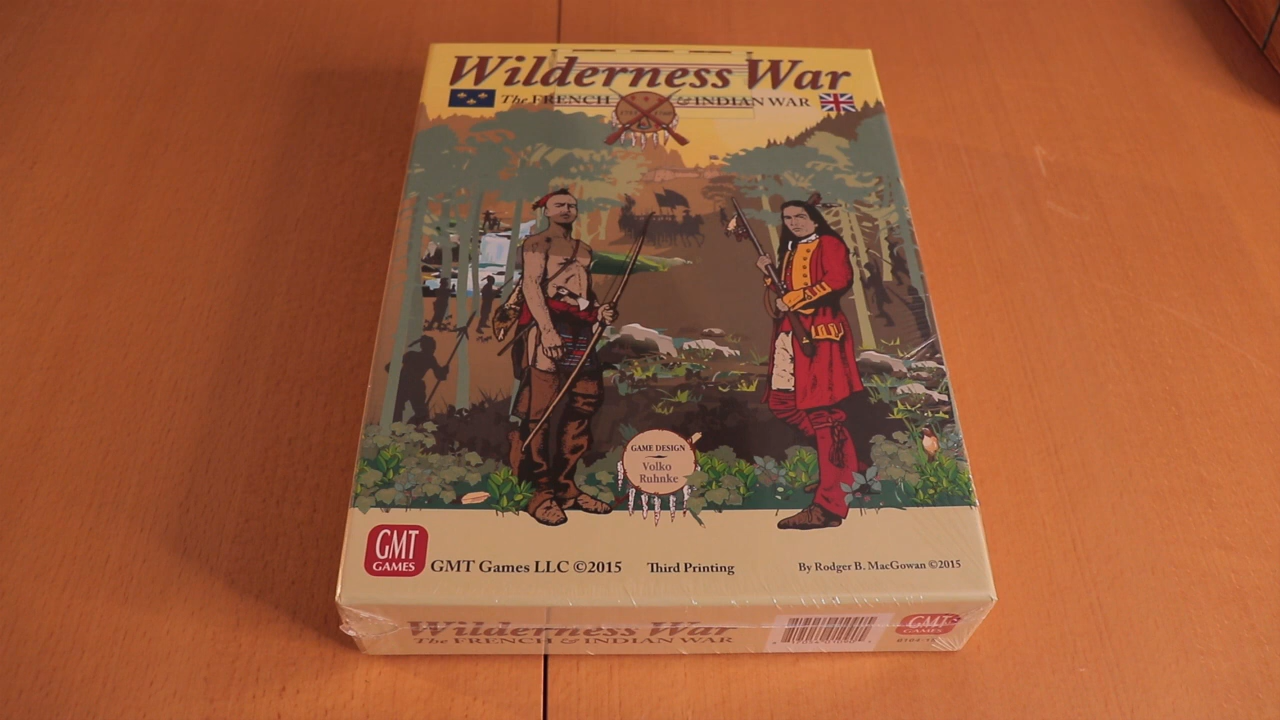 Wilderness War
The FRENCH & INDIAN WAR
GAME DESIGN
Volko
Ruhnke
GMT
GAMES
GMT Games LLC ©2015
Third Printing
By Rodger B. MacGowan ©2015
Wilderness War
The FRENCH & INDIAN WAR
GMT
GAMES